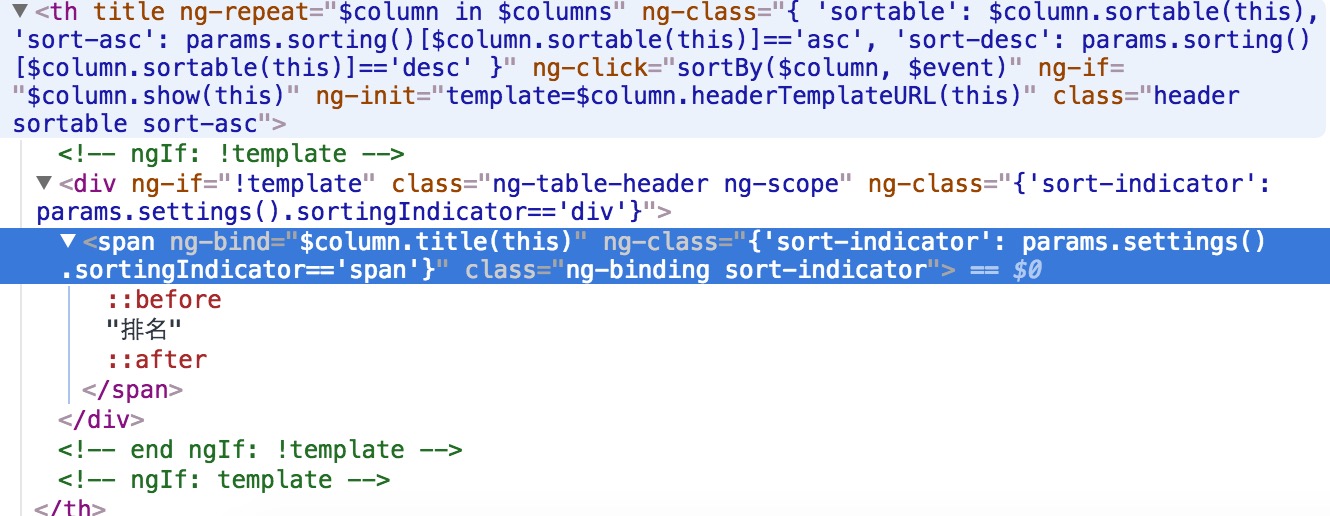 <th title ng-repeat="$column in $columns" ng-class="{ 'sortable': $column.sortable(this),
'sort-asc': params.sorting()[$column.sortable(this)]=='asc', 'sort-desc': params.sorting()
[$column.sortable(this)]=='desc' }" ng-click="sortBy($column, $event)" ng-if=
"$column.show(this)" ng-init="template=$column.headerTemplateURL(this)" class="header
sortable sort-asc">
<!-- ngIf: !template -->
<div ng-if="!template" class="ng-table-header ng-scope" ng-class="{'sort-indicator':
params.settings().sortingIndicator=='div'}">
<span ng-bind="$column.title(this)" ng-class="{'sort-indicator': params.settings()
.sortingIndicator=='span'}" class="ng-binding sort-indicator"> == $0
::before
"排名"
::after
</span>
</div>
<!-- end ngIf: !template -->
<!-- ngIf: template -->
</th>